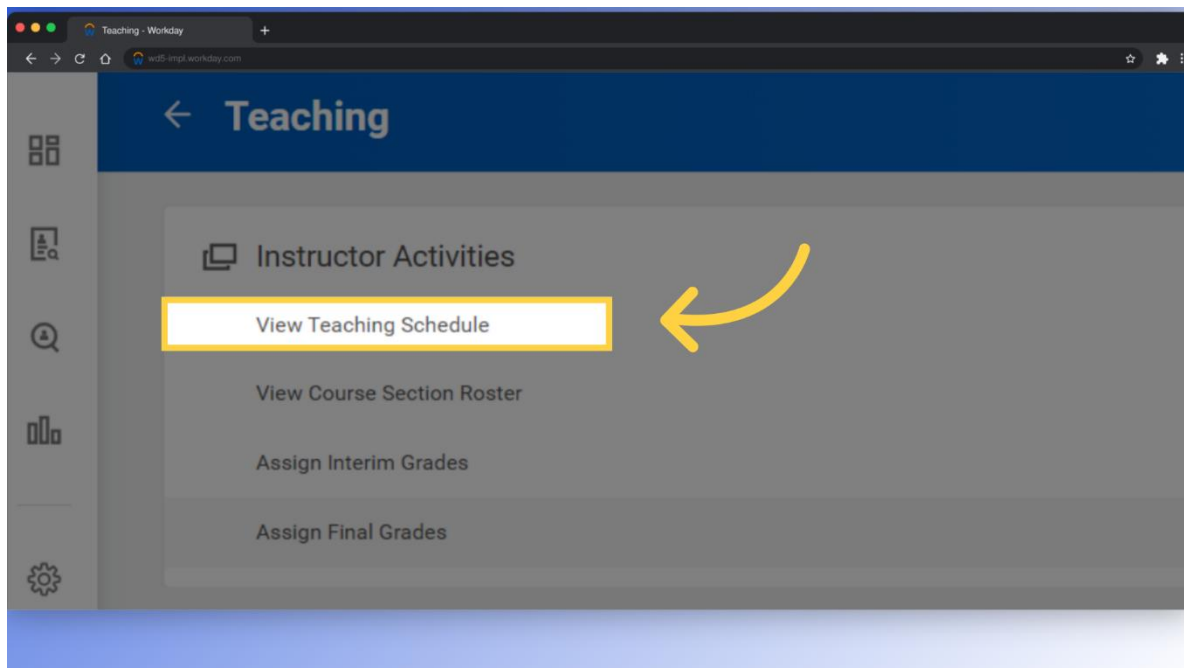 Teaching - Workday
wd5-impl.workday.com
Teaching
Instructor Activities
View Teaching Schedule
View Course Section Roster
Assign Interim Grades
Assign Final Grades